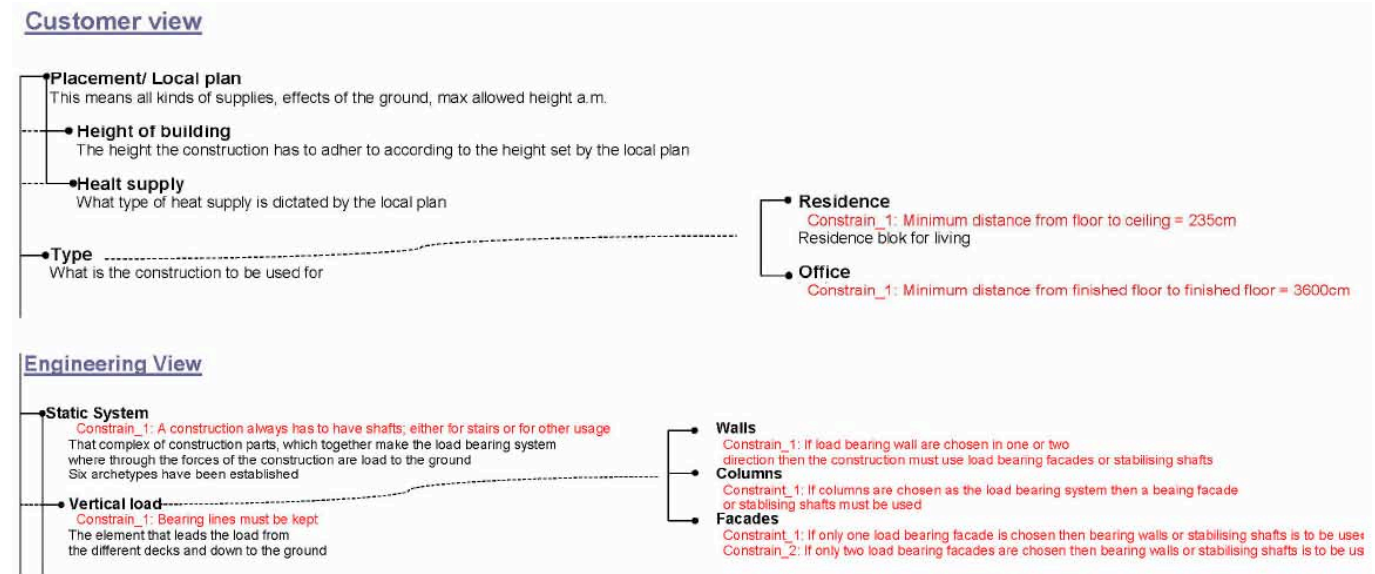 Customer view
Placement/ Local plan
This means all kinds of supplies, effects of the ground, max allowed height a.m.
Height of building
The height the construction has to adher to according to the height set by the local plan
Healt supply
What type of heat supply is dictated by the local plan
Type
What is the construction to be used for
Residence
Constrain_1: Minimum distance from floor to ceiling = 235cm
Residence blok for living
Office
Constrain_1: Minimum distance from finished floor to finished floor = 3600cm
Engineering View
Static System
Constrain_1: A construction always has to have shafts; either for stairs or for other usage
That complex of construction parts, which together make the load bearing system
where through the forces of the construction are load to the ground
Six archetypes have been established
Vertical load
Constrain_1: Bearing lines must be kept
The element that leads the load from
the different decks and down to the ground
Walls
Constrain_1: If load bearing wall are chosen in one or two
direction then the construction must use load bearing facades or stabilising shafts
Columns
Constraint_1: If columns are chosen as the load bearing system then a beaing facade
or stablising shafts must be used
Facades
Constraint_1: If only one load bearing facade is chosen then bearing walls or stabilising shafts is to be use
Constrain_2: If only two load bearing facades are chosen then bearing walls or stabilising shafts is to be us